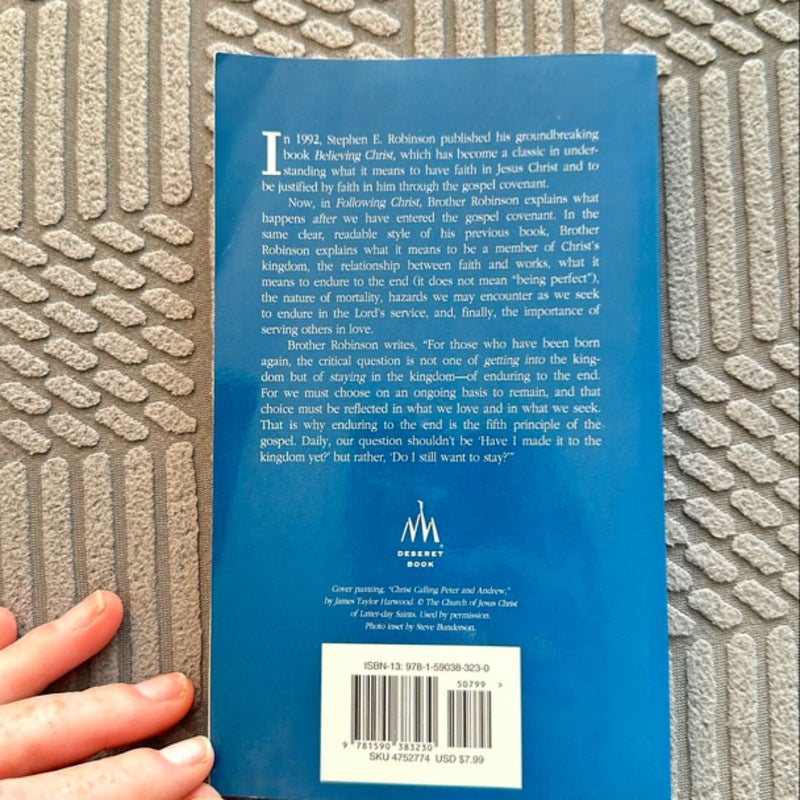 In 1992, Stephen E. Robinson published his groundbreaking
book Believing Christ, which has become a classic in under-
standing what it means to have faith in Jesus Christ and to
be justified by faith in him through the gospel covenant.
Now, in Following Christ, Brother Robinson explains what
happens after we have entered the gospel covenant. In the
same clear, readable style of his previous book, Brother
Robinson explains what it means to be a member of Christ's
kingdom, the relationship between faith and works, what it
means to endure to the end (it does not mean "being perfect"),
the nature of mortality, hazards we may encounter as we seek
to endure in the Lord's service, and, finally, the importance of
serving others in love.
Brother Robinson writes, "For those who have been born
again, the critical question is not one of getting into the king-
dom but of staying in the kingdom—of enduring to the end.
For we must choose on an ongoing basis to remain, and that
choice must be reflected in what we love and in what we seek.
That is why enduring to the end is the fifth principle of the
gospel. Daily, our question shouldn't be 'Have I made it to the
kingdom yet?' but rather, 'Do I still want to stay?'"
DESERET
BOOK
Cover painting, "Christ Calling Peter and Andrew,"
by James Taylor Harwood. © The Church of Jesus Christ
of Latter-day Saints. Used by permission.
Photo inset by Steve Bunderson.
ISBN-13: 978-1-59038-323-0
50799 >
9 781590 383230
SKU 4752774 USD $7.99